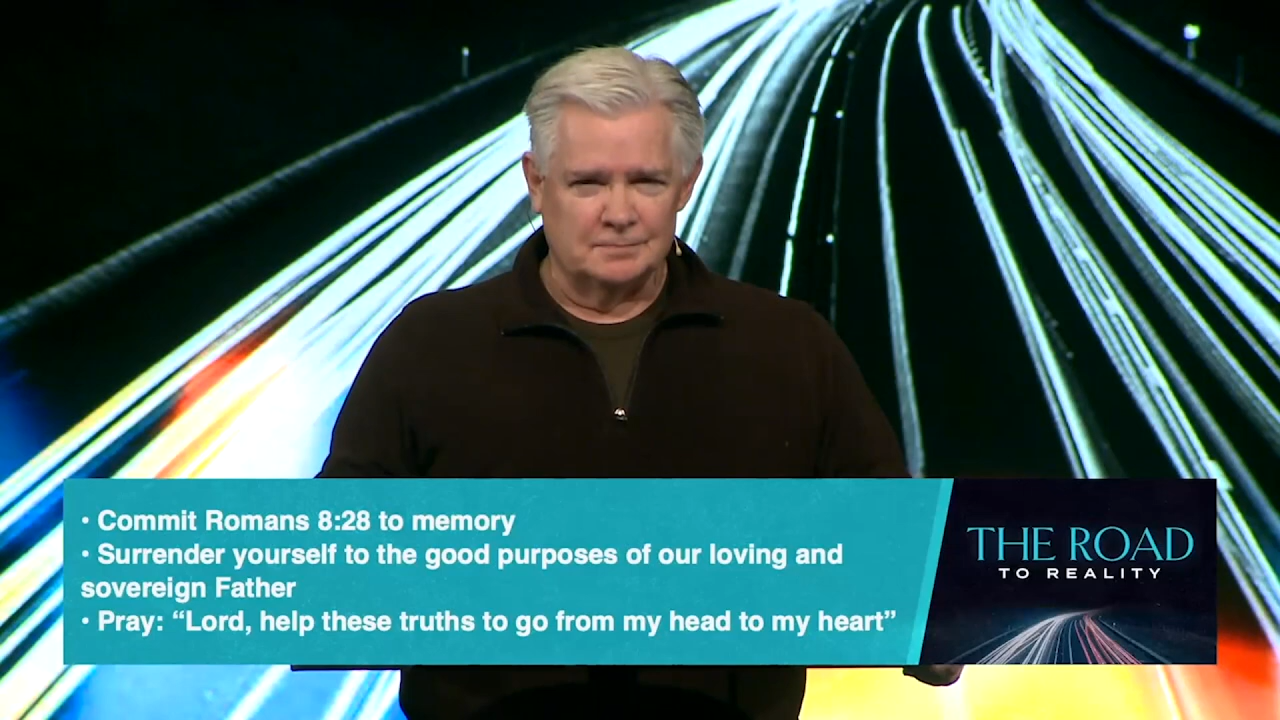 • Commit Romans 8:28 to memory
• Surrender yourself to the good purposes of our loving and
sovereign Father
• Pray: “Lord, help these truths to go from my head to my heart”
THE ROAD
TO REALITY